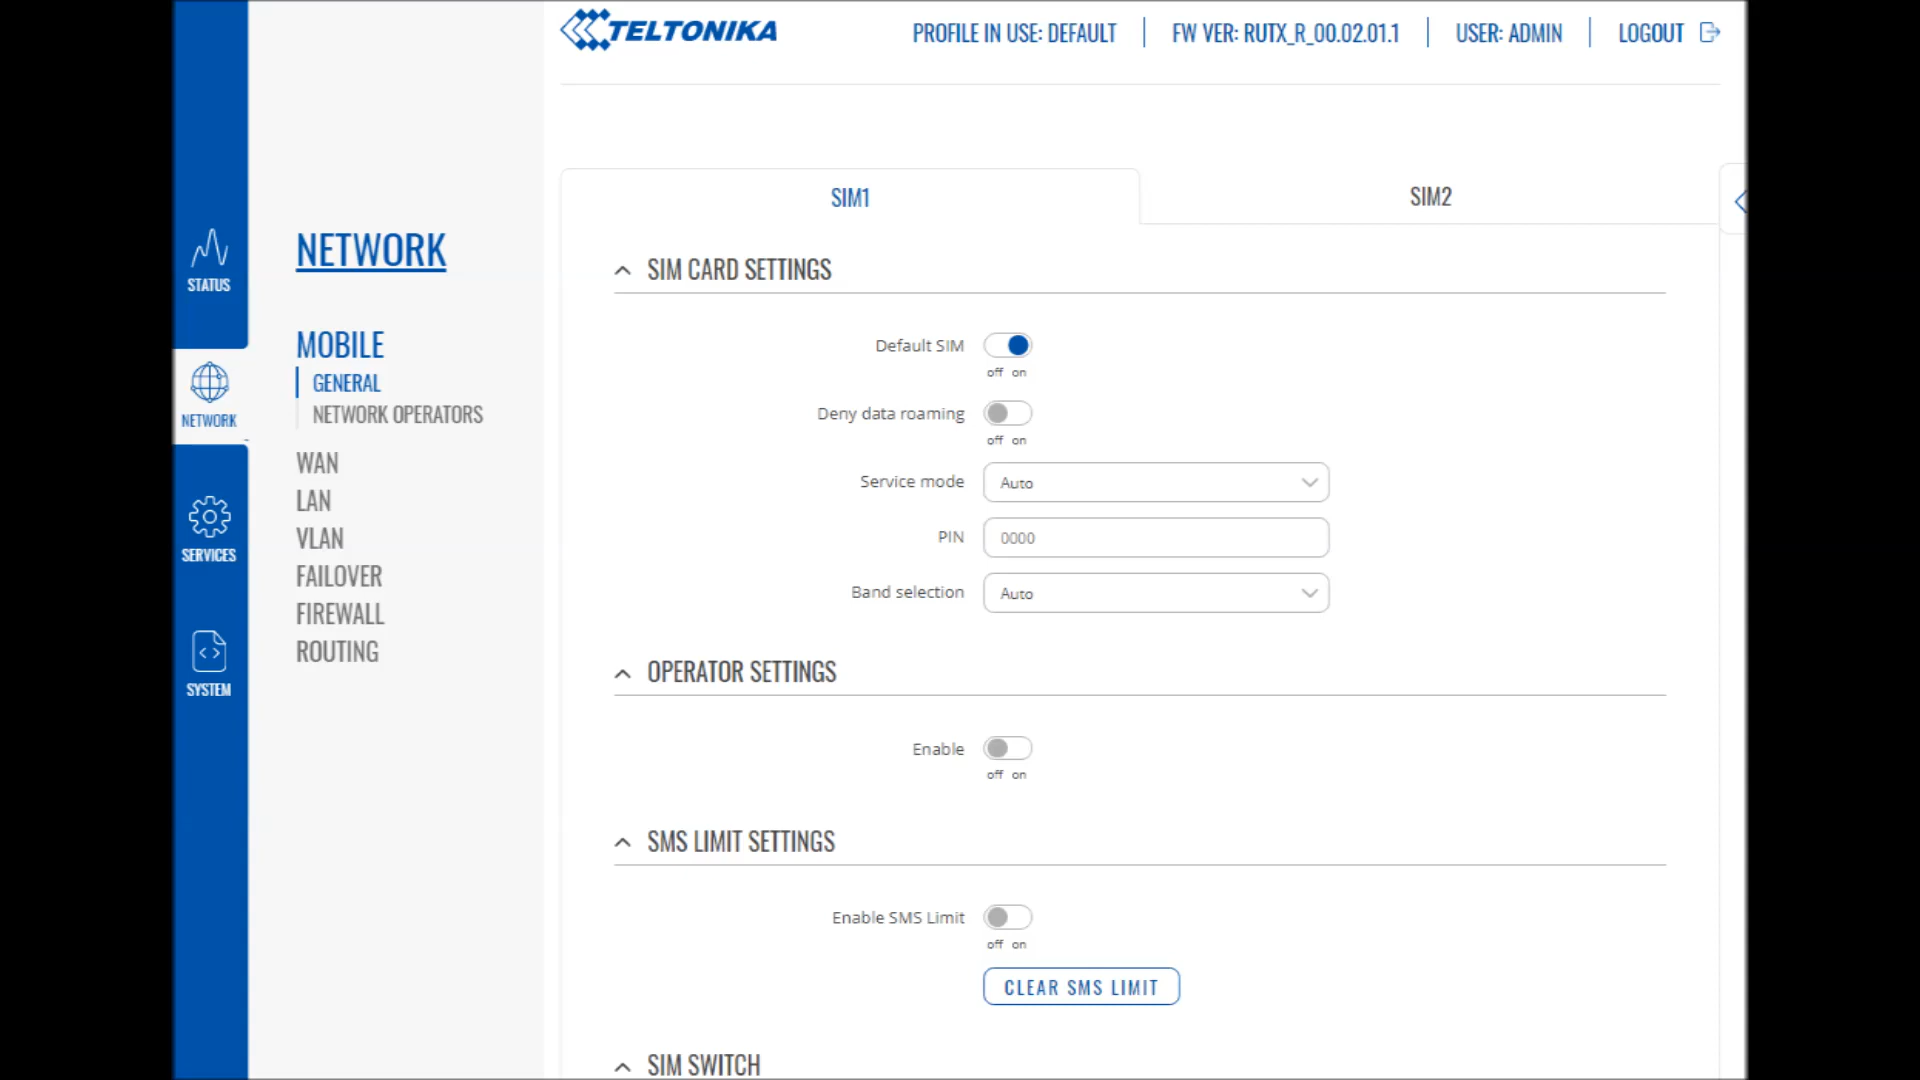 TELTONIKA
PROFILE IN USE: DEFAULT
FW VER: RUTX_R_00.02.01.1
USER: ADMIN
LOGOUT
STATUS
NETWORK
SERVICES
SYSTEM
NETWORK
MOBILE
GENERAL
NETWORK OPERATORS
WAN
LAN
VLAN
FAILOVER
FIREWALL
ROUTING
SIM1
SIM2
SIM CARD SETTINGS
Default SIM
off on
Deny data roaming
off on
Service mode
Auto
PIN
0000
Band selection
Auto
OPERATOR SETTINGS
Enable
off on
SMS LIMIT SETTINGS
Enable SMS Limit
off on
CLEAR SMS LIMIT
SIM SWITCH